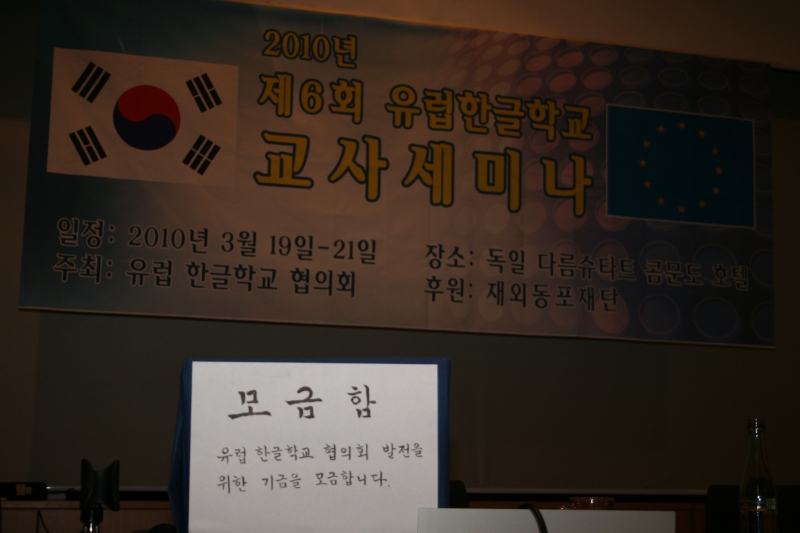 2010년
제6회 유럽한글학교
교사세미나
일정: 2010년 3월 19일-21일
주최: 유럽 한글학교 협의회
장소: 독일 다름슈타트 콤문도 호텔
후원: 재외동포재단
모금함
유럽 한글학교 협의회 발전을
위한 기금을 모금합니다.